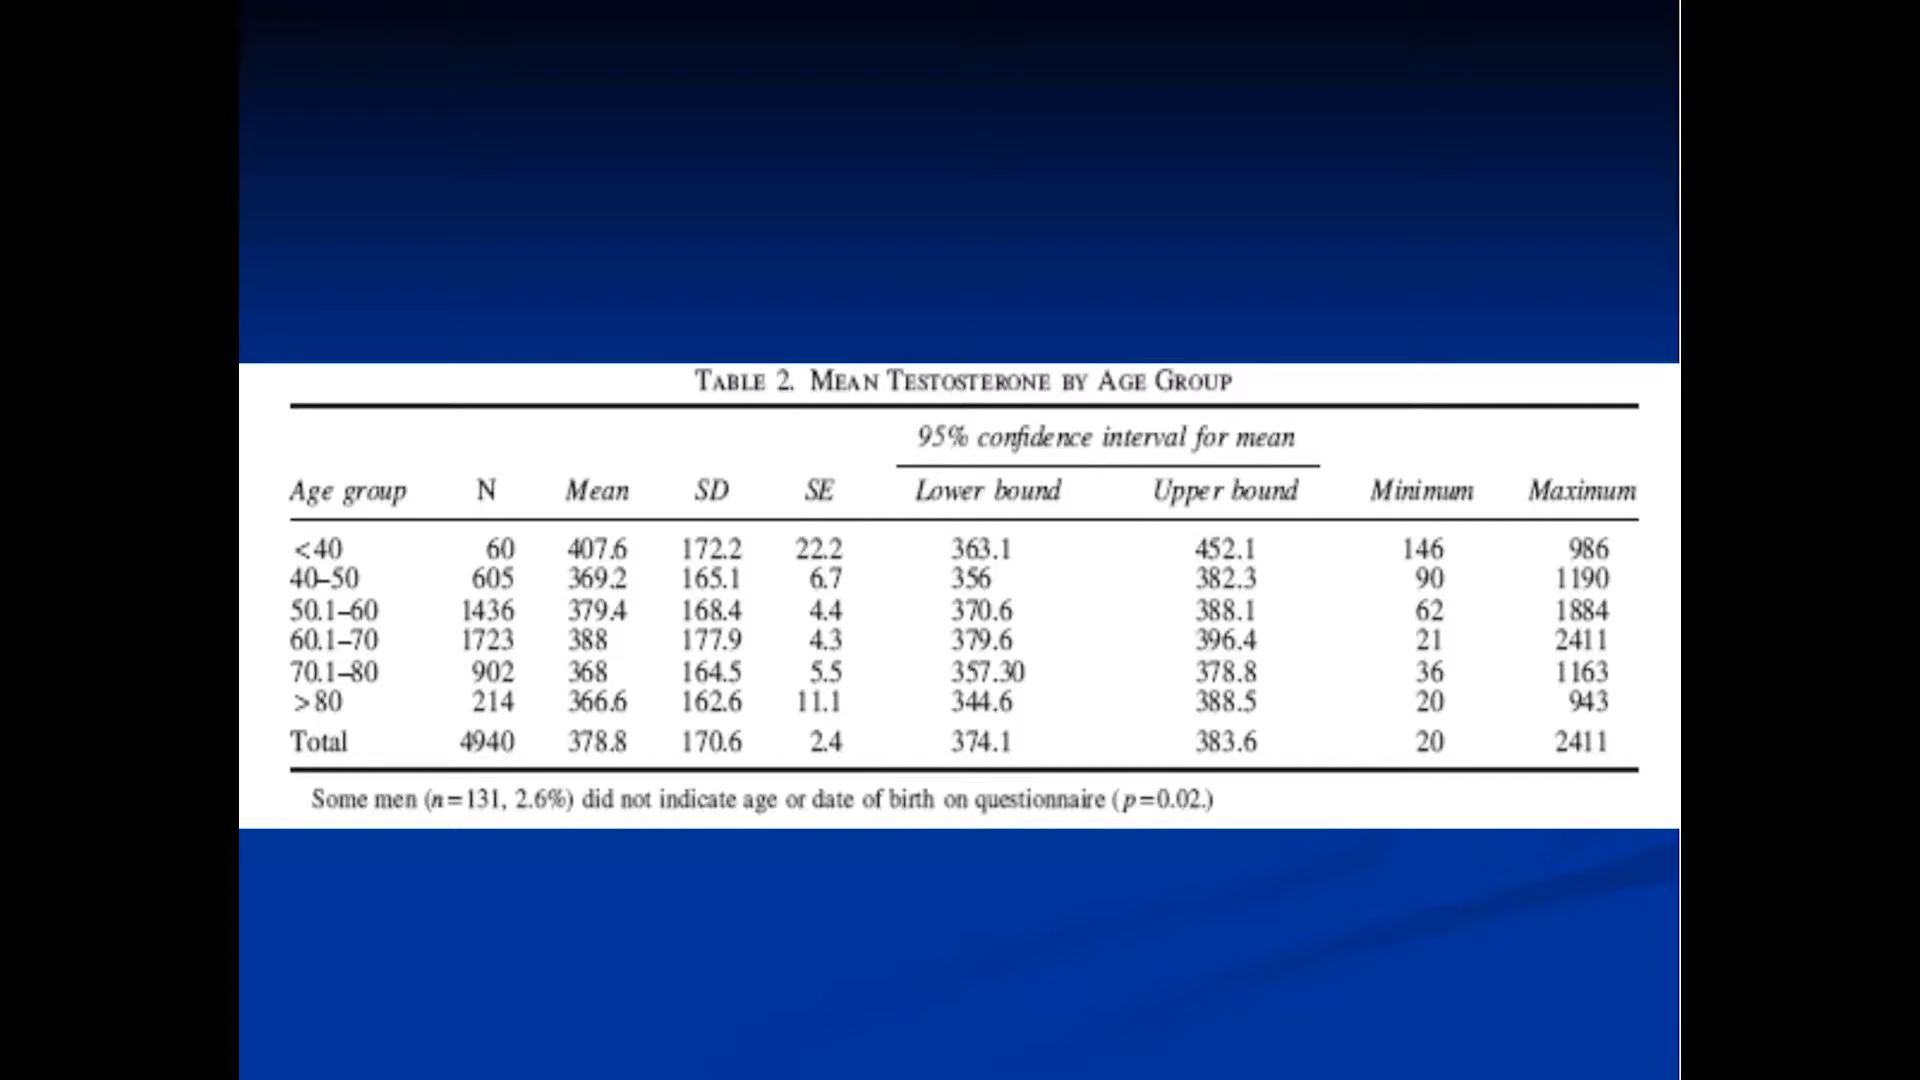 TABLE 2. MEAN TESTOSTERONE BY AGE GROUP
95% confidence interval for mean
Age group N Mean SD SE Lower bound Upper bound Minimum Maximum
<40 60 407.6 172.2 22.2 363.1 452.1 146 986
40–50 605 369.2 165.1 6.7 356 382.3 90 1190
50.1–60 1436 379.4 168.4 4.4 370.6 388.1 62 1884
60.1–70 1723 388 177.9 4.3 379.6 396.4 21 2411
70.1–80 902 368 164.5 5.5 357.30 378.8 36 1163
>80 214 366.6 162.6 11.1 344.6 388.5 20 943
Total 4940 378.8 170.6 2.4 374.1 383.6 20 2411
Some men (n=131, 2.6%) did not indicate age or date of birth on questionnaire (p=0.02.)